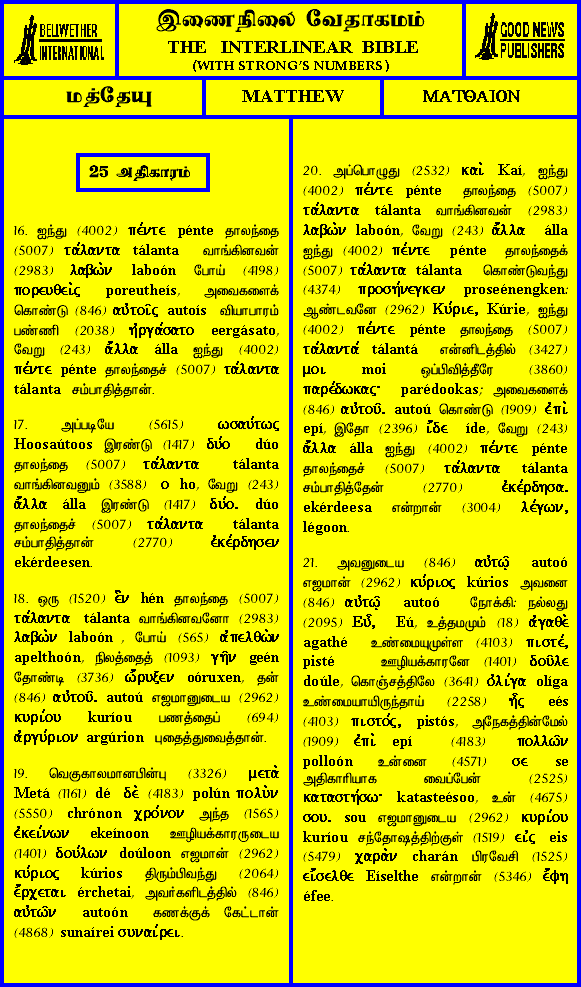 BELLWETHER
INTERNATIONAL
இணைநிலை வேதாகமம்
THE INTERLINEAR BIBLE
(WITH STRONG'S NUMBERS)
GOOD NEWS
PUBLISHERS
மத்தேயு
MATTHEW
ΜΑΤΘΑΙΟΝ
25 அதிகாரம்
16. ஐந்து (4002) πέντε pénte தாலந்தை
(5007) τάλαντα tálanta வாங்கினவன்
(2983) λαβὼν laboón போய் (4198)
πορευθεὶς poreutheís, அவைகளைக்
கொண்டு (846) αὐτοῖς autoís வியாபாரம்
பண்ணி (2038) ἠργάσατο eergásato,
வேறு (243) ἄλλα álla ஐந்து (4002)
πέντε pénte தாலந்தைச் (5007) τάλαντα
tálanta சம்பாதித்தான்.
17. அப்படியே (5615) ωσαύτως
Hoosaútoos இரண்டு (1417) δύο dúo
தாலந்தை (5007) τάλαντα tálanta
வாங்கினவனும் (3588) ο ho, வேறு (243)
ἄλλα álla இரண்டு (1417) δύο. dúo
தாலந்தைச் (5007) τάλαντα tálanta
சம்பாதித்தான் (2770) ἐκέρδησεν
ekérdeesen.
18. ஒரு (1520) ἓν hén தாலந்தை (5007)
τάλαντα tálanta வாங்கினவனோ (2983)
λαβὼν laboón , போய் (565) ἀπελθὼν
apelthoón, நிலத்தைத் (1093) γῆν geén
தோண்டி (3736) ὤρυξεν oóruxen, தன்
(846) αὐτοῦ. autoú எஜமானுடைய (2962)
κυρίου kuríou பணத்தைப் (694)
ἀργύριον argúrion புதைத்துவைத்தான்.
19. வெகுகாலமானபின்பு (3326) μετὰ
Metá (1161) dé δὲ (4183) polún πολὺν
(5550) chrónon χρόνον அந்த (1565)
ἐκείνων ekeínoon ஊழியக்காரருடைய
(1401) δούλων doúloon எஜமான் (2962)
κύριος kúrios திரும்பிவந்து (2064)
ἔρχεται érchetai, அவர்களிடத்தில் (846)
αὐτῶν autoón கணக்குக் கேட்டான்
(4868) sunaírei συναίρει.
20. அப்பொழுது (2532) καὶ Kaí, ஐந்து
(4002) πέντε pénte தாலந்தை (5007)
τάλαντα tálanta வாங்கினவன் (2983)
λαβὼν laboón, வேறு (243) ἄλλα álla
ஐந்து (4002) πέντε pénte தாலந்தைக்
(5007) τάλαντα tálanta கொண்டுவந்து
(4374) προσήνεγκεν proseénengken:
ஆண்டவனே (2962) Κύριε, Kúrie, ஐந்து
(4002) πέντε pénte தாலந்தை (5007)
τάλαντά tálantá என்னிடத்தில் (3427)
μοι moi ஒப்பிவித்தீரே (3860)
παρέδωκας· parédookas; அவைகளைக்
(846) αὐτοῦ. autoú கொண்டு (1909) ἐπὶ
epí, இதோ (2396) ἴδε íde, வேறு (243)
ἄλλα álla ஐந்து (4002) πέντε pénte
தாலந்தைச் (5007) τάλαντα tálanta
சம்பாதித்தேன் (2770) ἐκέρδησα.
ekérdeesa என்றான் (3004) λέγων,
légoon.
21. அவனுடைய (846) αὐτῷ autoó
எஜமான் (2962) κύριος kúrios அவனை
(846) αὐτῷ autoó நோக்கி: நல்லது
(2095) Εὖ, Eú, உத்தமமும் (18) ἀγαθὲ
agathé உண்மையுமுள்ள (4103) πιστέ,
pisté ஊழியக்காரனே (1401) δοῦλε
doúle, கொஞ்சத்திலே (3641) ὀλίγα olíga
உண்மையாயிருந்தாய் (2258) ἦς eés
(4103) πιστός, pistós, அநேகத்தின்மேல்
(1909) ἐπὶ epí (4183) πολλῶν
polloón உன்னை (4571) σε se
அதிகாரியாக வைப்பேன் (2525)
καταστήσω· katasteésoo, உன் (4675)
σου. sou எஜமானுடைய (2962) κυρίου
kuríou சந்தோஷத்திற்குள் (1519) εἰς eis
(5479) χαρὰν charán பிரவேசி (1525)
εἴσελθε Eíselthe என்றான் (5346) ἔφη
éfee.